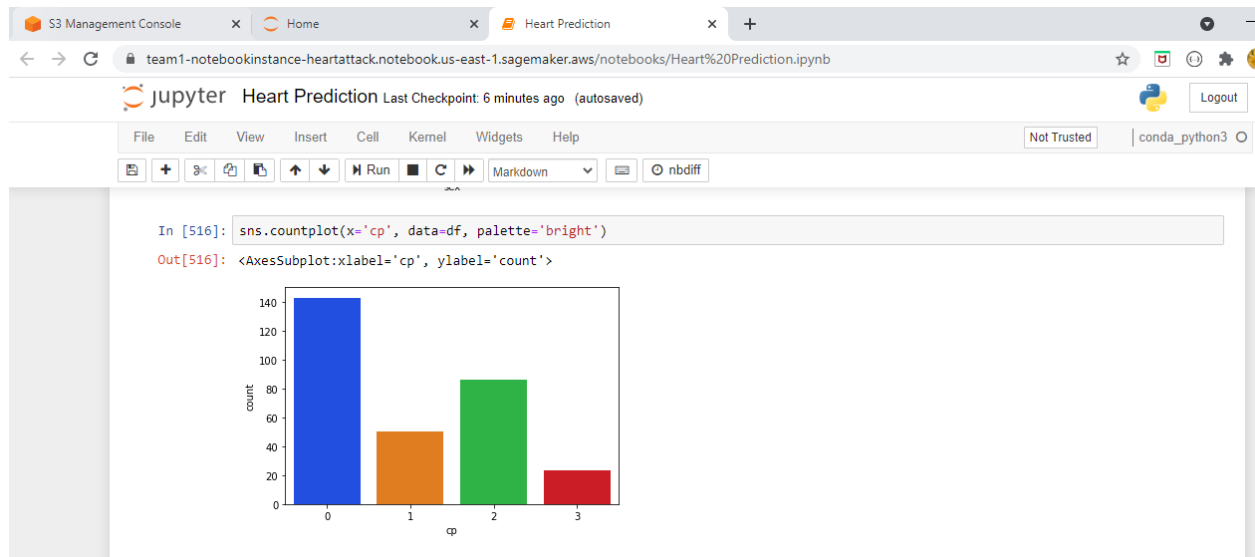 S3 Management Console
Home
Heart Prediction
team1-notebookinstance-heartattack.notebook.us-east-1.sagemaker.aws/notebooks/Heart%20Prediction.ipynb
jupyter Heart Prediction Last Checkpoint: 6 minutes ago (autosaved)
Logout
File Edit View Insert Cell Kernel Widgets Help
Not Trusted
conda_python3
Run
Markdown
nbdiff
In [516]: sns.countplot(x='cp', data=df, palette='bright')
Out[516]: <AxesSubplot:xlabel='cp', ylabel='count'>
140
120
100
80
60
40
20
0
count
0 1 2 3
cp